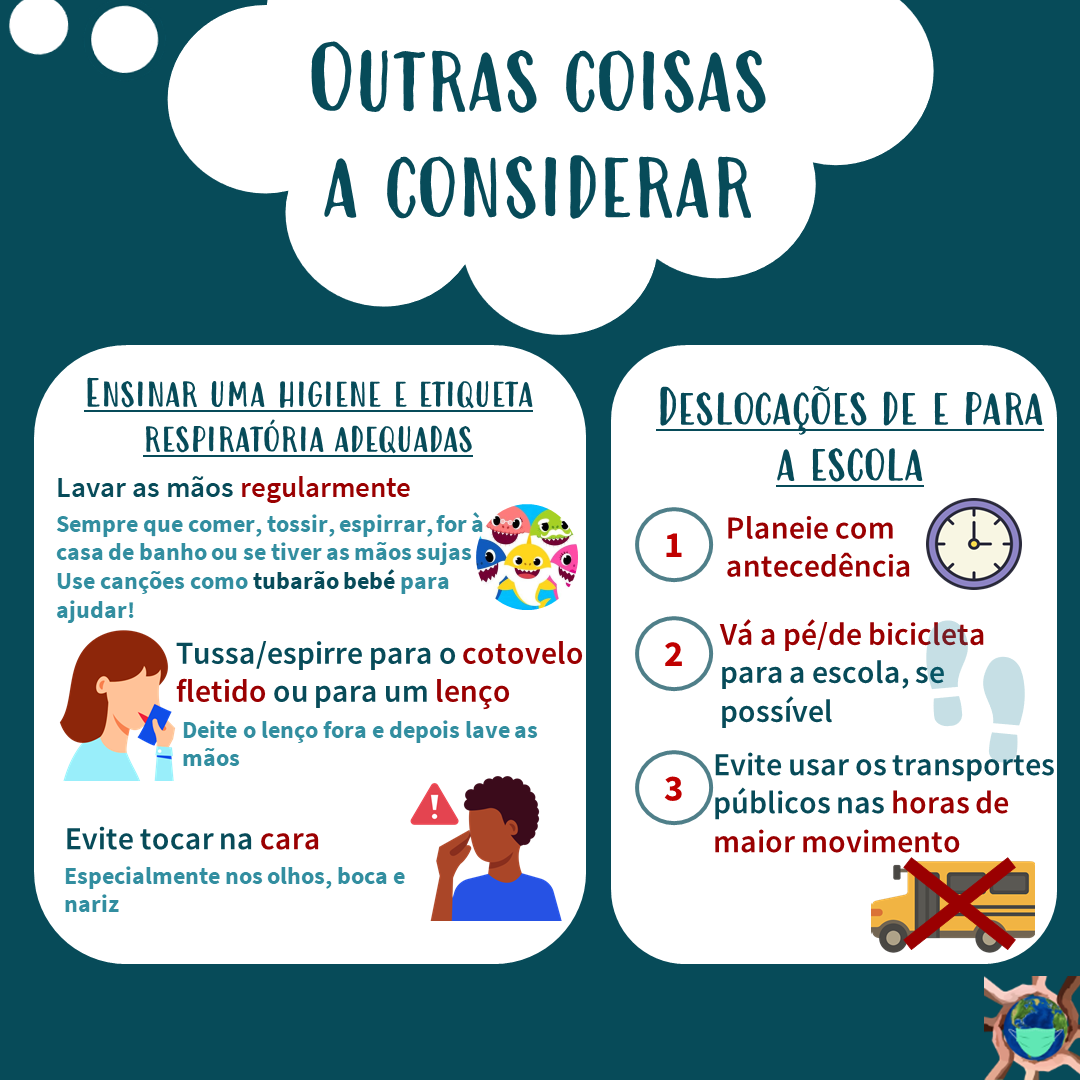 OUTRAS COISAS
A CONSIDERAR
ENSINAR UMA HIGIENE E ETIQUETA
RESPIRATÓRIA ADEQUADAS
Lavar as mãos regularmente
Sempre que comer, tossir, espirrar, for à
casa de banho ou se tiver as mãos sujas
Use canções como tubarão bebé para
ajudar!
Tussa/espirre para o cotovelo
fletido ou para um lenço
Deite o lenço fora e depois lave as
mãos
Evite tocar na cara
Especialmente nos olhos, boca e
nariz
DESLOCAÇÕES DE E PARA
A ESCOLA
1 Planeie com
antecedência
2 Vá a pé/de bicicleta
para a escola, se
possível
3 Evite usar os transportes
públicos nas horas de
maior movimento